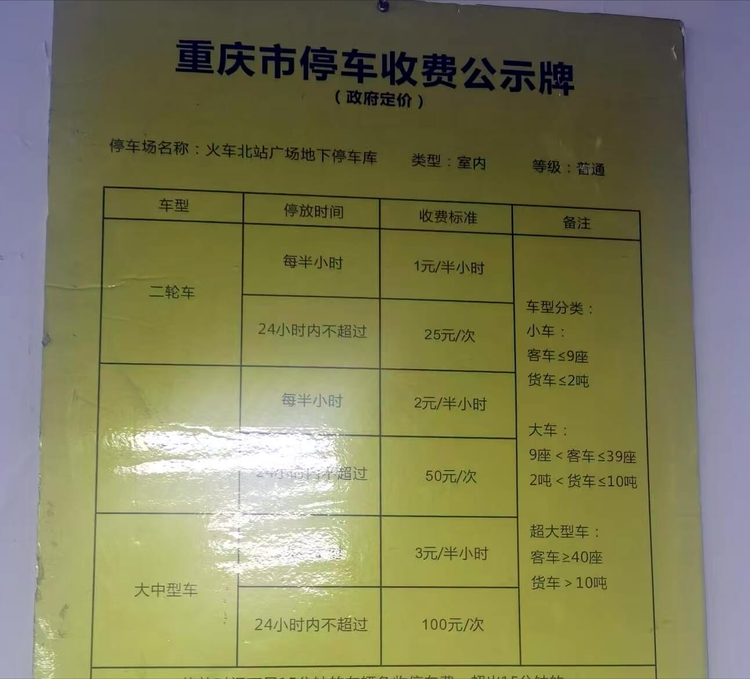 重庆市停车收费公示牌
（政府定价）
停车场名称：火车北站广场地下停车库 类型：室内 等级：普通
车型 停放时间 收费标准 备注
二轮车 每半小时 1元/半小时
24小时内不超过 25元/次
每半小时 2元/半小时
24小时内不超过 50元/次
3元/半小时
大中型车
24小时内不超过 100元/次
车型分类：
小车：
客车≤9座
货车≤2吨
大车：
9座＜客车≤39座
2吨＜货车≤10吨
超大型车：
客车≥40座
货车＞10吨